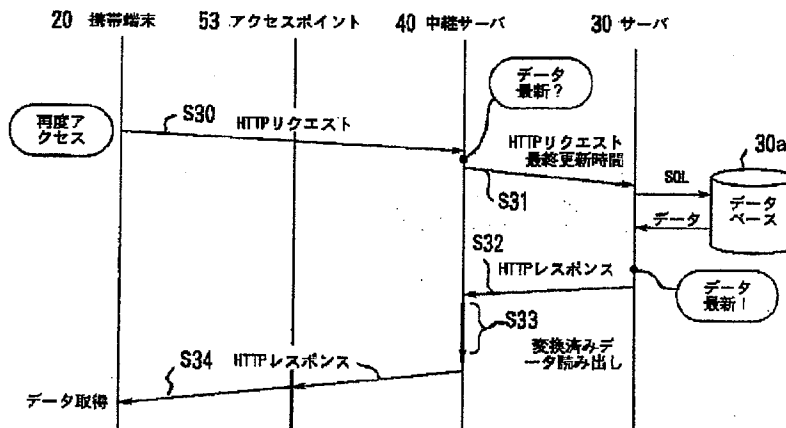 20 携帯端末
53 アクセスポイント
40 中継サーバ
30 サーバ
データ
最新?
再度ア
クセス
S30
HTTPリクエスト
HTTPリクエスト
最終更新時間
30a
S31
SQL
データ
ベース
データ
S32
HTTPレスポンス
データ
最新!
S33
変換済みデ
ータ読み出し
S34
HTTPレスポンス
データ取得